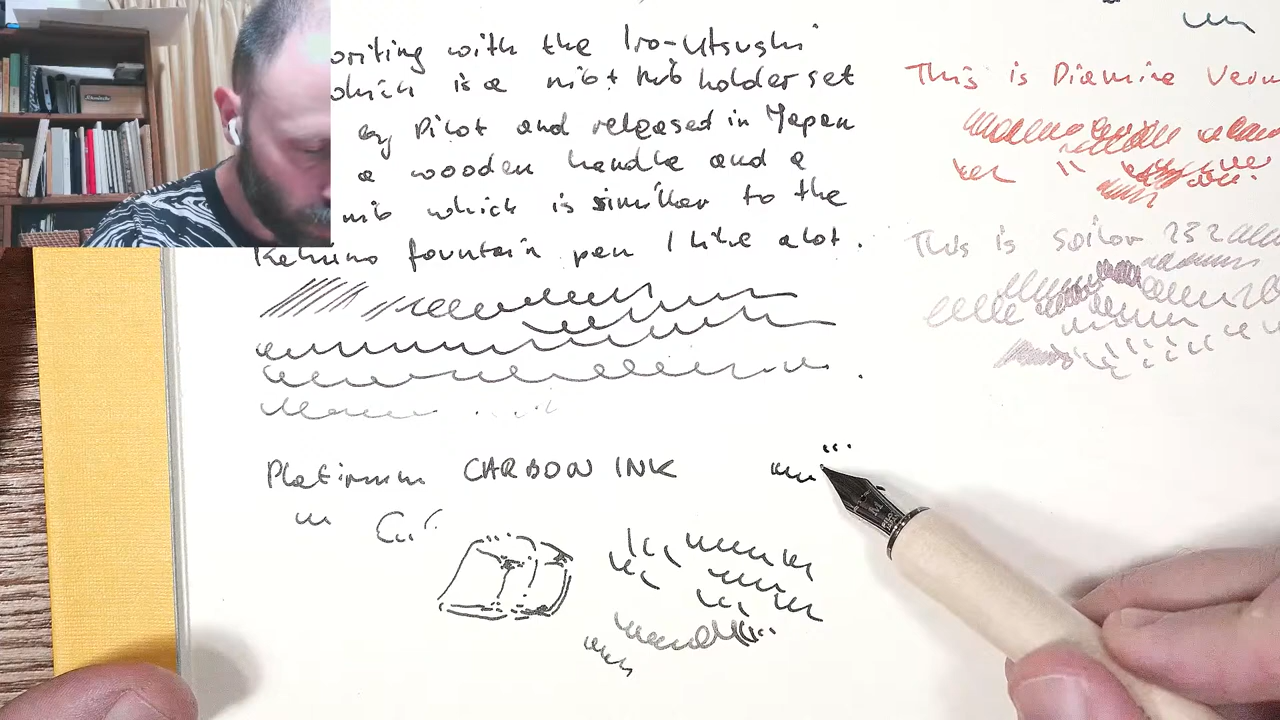 writing with the Iro-utsushi
which is a nib + nib holder set
by Pilot and released in Japan
a wooden handle and a
nib which is similar to the
Kakuno fountain pen I like alot.
Platinum CARBON INK
This is Diamine Verm
This is Sailor 252
M